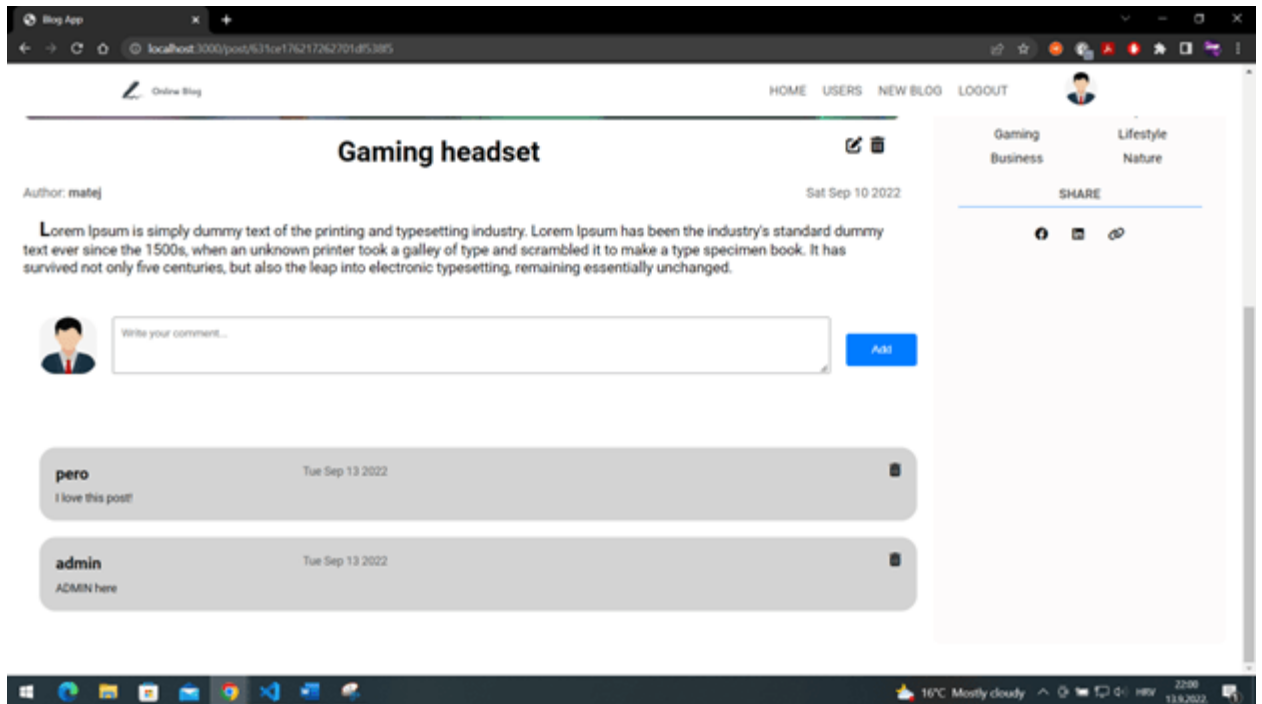 Blog App
localhost:3000/post/631ce176217262701df538f5
Online Blog
HOME USERS NEW BLOG LOGOUT
Gaming headset
Author: matej
Sat Sep 10 2022
Lorem Ipsum is simply dummy text of the printing and typesetting industry. Lorem Ipsum has been the industry's standard dummy
text ever since the 1500s, when an unknown printer took a galley of type and scrambled it to make a type specimen book. It has
survived not only five centuries, but also the leap into electronic typesetting, remaining essentially unchanged.
Write your comment...
Add
pero
Tue Sep 13 2022
I love this post!
admin
Tue Sep 13 2022
ADMIN here
Gaming Lifestyle
Business Nature
SHARE
16°C Mostly cloudy
HRV
22:00
13.9.2022.